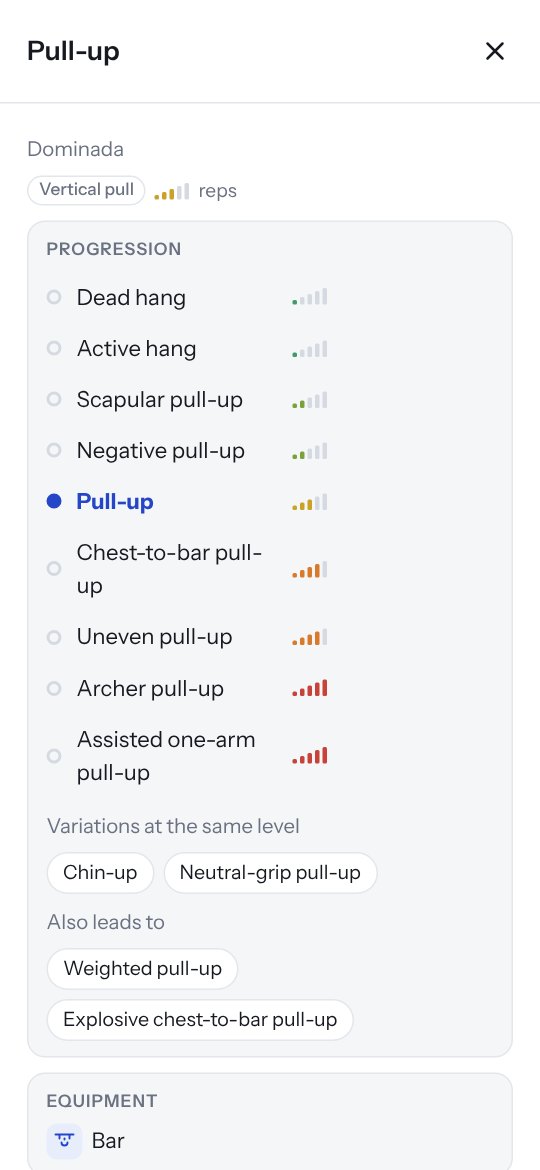 Pull-up
Dominada
Vertical pull reps
PROGRESSION
Dead hang
Active hang
Scapular pull-up
Negative pull-up
Pull-up
Chest-to-bar pull-
up
Uneven pull-up
Archer pull-up
Assisted one-arm
pull-up
Variations at the same level
Chin-up Neutral-grip pull-up
Also leads to
Weighted pull-up
Explosive chest-to-bar pull-up
EQUIPMENT
Bar